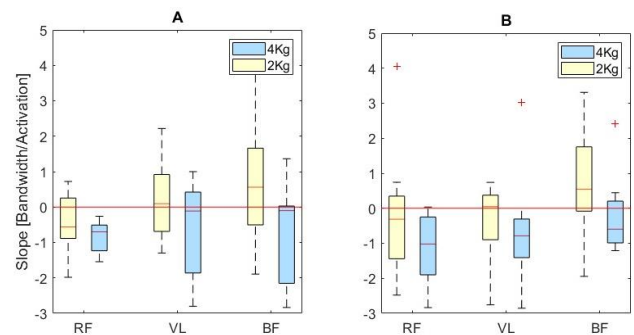 A
5
4
3
2
1
0
-1
-2
-3
Slope [Bandwidth/Activation]
4Kg
2Kg
RF VL BF
B
5
4
3
2
1
0
-1
-2
-3
4Kg
2Kg
RF VL BF